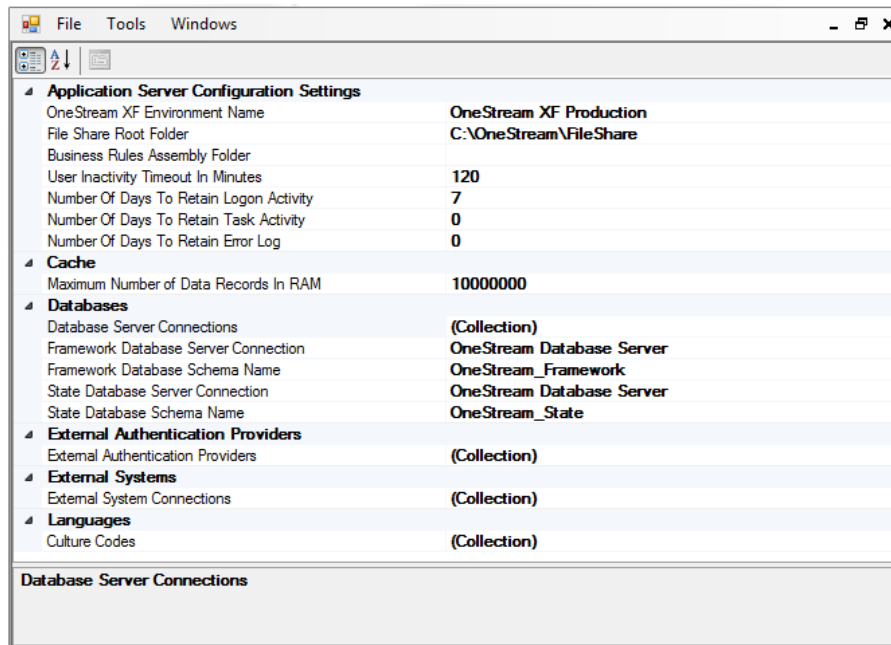 File Tools Windows
Application Server Configuration Settings
OneStream XF Environment Name OneStream XF Production
File Share Root Folder C:\OneStream\FileShare
Business Rules Assembly Folder
User Inactivity Timeout In Minutes 120
Number Of Days To Retain Logon Activity 7
Number Of Days To Retain Task Activity 0
Number Of Days To Retain Error Log 0
Cache
Maximum Number of Data Records In RAM 10000000
Databases
Database Server Connections (Collection)
Framework Database Server Connection OneStream Database Server
Framework Database Schema Name OneStream_Framework
State Database Server Connection OneStream Database Server
State Database Schema Name OneStream_State
External Authentication Providers
External Authentication Providers (Collection)
External Systems
External System Connections (Collection)
Languages
Culture Codes (Collection)
Database Server Connections